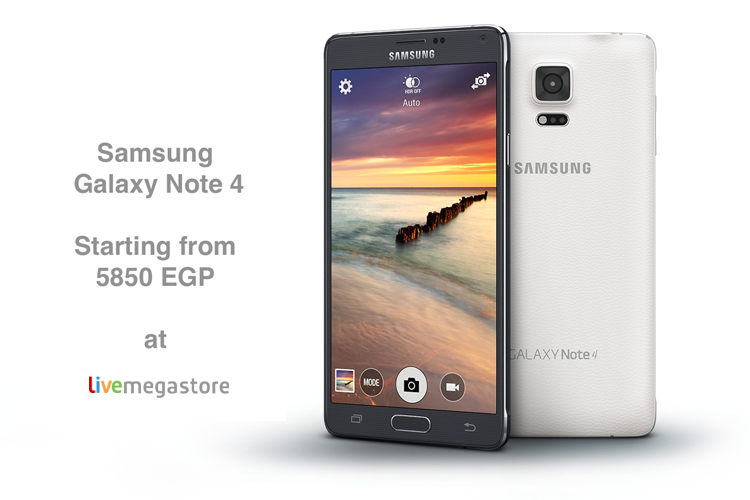 Samsung
Galaxy Note 4
Starting from
5850 EGP
at
livemegastore
SAMSUNG
HDR OFF
Auto
MODE
SAMSUNG
GALAXY Note 4